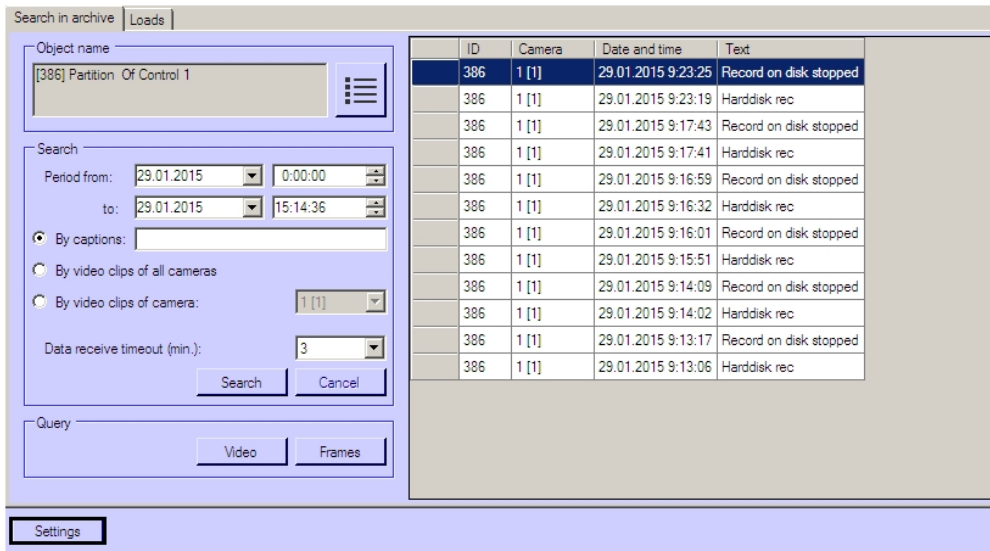 Search in archive Loads
Object name
[386] Partition Of Control 1
Search
Period from: 29.01.2015 0:00:00
to: 29.01.2015 15:14:36
By captions:
By video clips of all cameras
By video clips of camera: 1 [1]
Data receive timeout (min.): 3
Search Cancel
Query
Video Frames
ID Camera Date and time Text
386 1 [1] 29.01.2015 9:23:25 Record on disk stopped
386 1 [1] 29.01.2015 9:23:19 Harddisk rec
386 1 [1] 29.01.2015 9:17:43 Record on disk stopped
386 1 [1] 29.01.2015 9:17:41 Harddisk rec
386 1 [1] 29.01.2015 9:16:59 Record on disk stopped
386 1 [1] 29.01.2015 9:16:32 Harddisk rec
386 1 [1] 29.01.2015 9:16:01 Record on disk stopped
386 1 [1] 29.01.2015 9:15:51 Harddisk rec
386 1 [1] 29.01.2015 9:14:09 Record on disk stopped
386 1 [1] 29.01.2015 9:14:02 Harddisk rec
386 1 [1] 29.01.2015 9:13:17 Record on disk stopped
386 1 [1] 29.01.2015 9:13:06 Harddisk rec
Settings